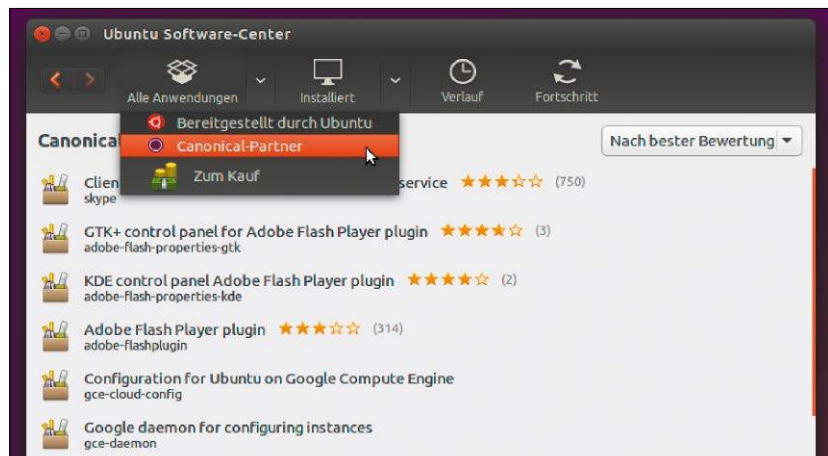 Ubuntu Software-Center
Alle Anwendungen
Installiert
Verlauf
Fortschritt
Bereitgestellt durch Ubuntu
Canonica
Canonical-Partner
Nach bester Bewertung
Zum Kauf
Clien service (750)
skype
GTK+ control panel for Adobe Flash Player plugin (3)
adobe-flash-properties-gtk
KDE control panel Adobe Flash Player plugin (2)
adobe-flash-properties-kde
Adobe Flash Player plugin (314)
adobe-flashplugin
Configuration for Ubuntu on Google Compute Engine
gce-cloud-config
Google daemon for configuring instances
gce-daemon